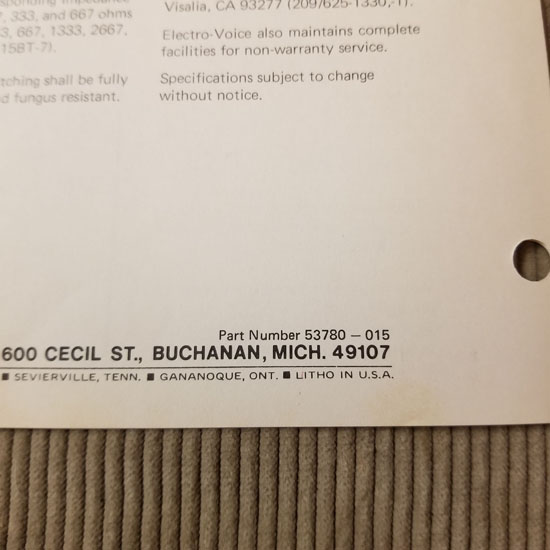 7, 333, and 667 ohms
3, 667, 1333, 2667,
15BT-7).
tching shall be fully
d fungus resistant.
Visalia, CA 93277 (209/625-1330,-1).
Electro-Voice also maintains complete
facilities for non-warranty service.
Specifications subject to change
without notice.
Part Number 53780 — 015
600 CECIL ST., BUCHANAN, MICH. 49107
■ SEVIERVILLE, TENN. ■ GANANOQUE, ONT. ■ LITHO IN U.S.A.